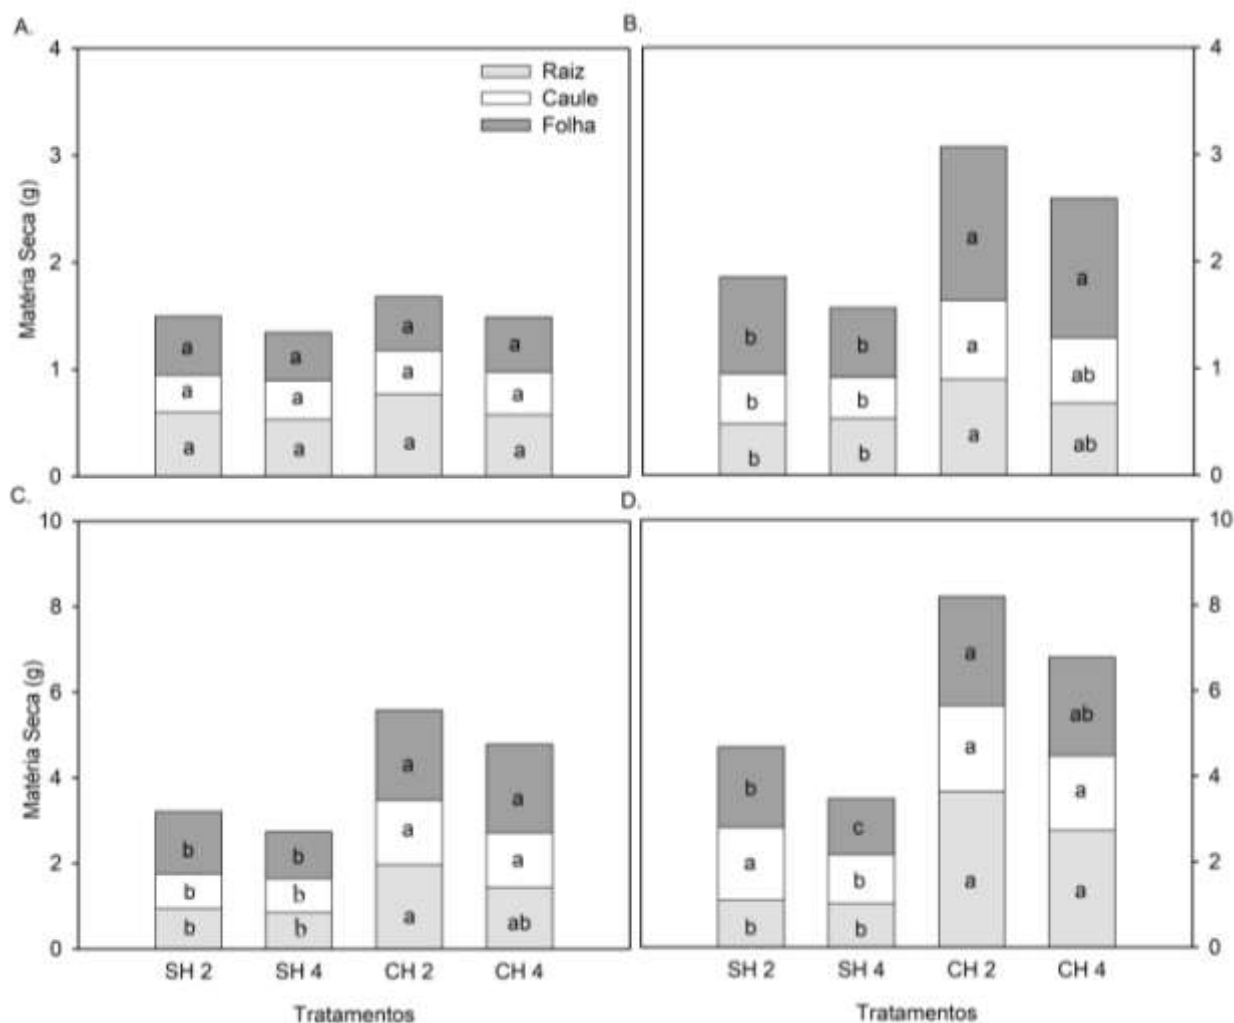 A.
4
3
2
1
0
Matéria Seca (g)
Raiz
Caule
Folha
a a a a
a a a a
a a a a
B.
4
3
2
1
0
b b a a
b b a ab
b b a ab
C.
10
8
6
4
2
0
Matéria Seca (g)
b b a a
b b a a
b b a ab
SH 2 SH 4 CH 2 CH 4
Tratamentos
D.
10
8
6
4
2
0
b c a ab
a b a a
b b a a
SH 2 SH 4 CH 2 CH 4
Tratamentos